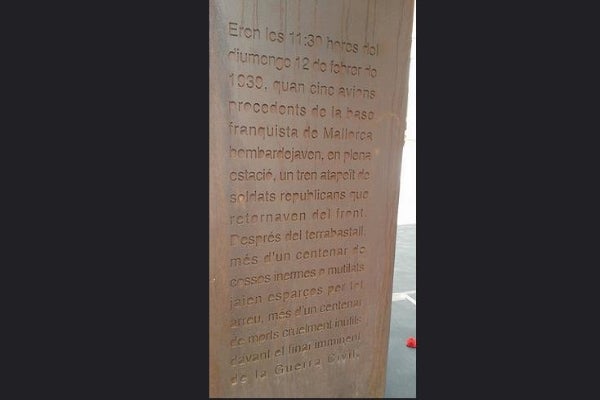 Eren les 11:30 hores del
diumenge 12 de febrer de
1939, quan cinc avions
procedents de la base
franquista de Mallorca
bombardejaven, en plena
estació, un tren atapeït de
soldats republicans que
retornaven del front.
Després del terrabastall,
més d'un centenar de
cossos inermes o mutilats
jaien esparços per tot
arreu, més d'un centenar
de morts cruelment inútils
davant el final imminent
de la Guerra Civil.